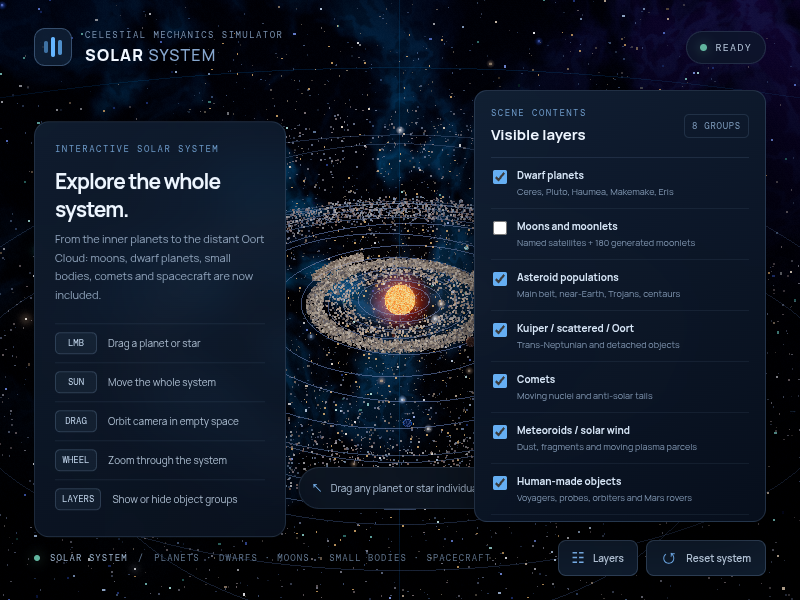 CELESTIAL MECHANICS SIMULATOR
SOLAR SYSTEM
READY
INTERACTIVE SOLAR SYSTEM
Explore the whole
system.
From the inner planets to the distant Oort
Cloud: moons, dwarf planets, small
bodies, comets and spacecraft are now
included.
LMB Drag a planet or star
SUN Move the whole system
DRAG Orbit camera in empty space
WHEEL Zoom through the system
LAYERS Show or hide object groups
SCENE CONTENTS
Visible layers
8 GROUPS
Dwarf planets
Ceres, Pluto, Haumea, Makemake, Eris
Moons and moonlets
Named satellites + 180 generated moonlets
Asteroid populations
Main belt, near-Earth, Trojans, centaurs
Kuiper / scattered / Oort
Trans-Neptunian and detached objects
Comets
Moving nuclei and anti-solar tails
Meteoroids / solar wind
Dust, fragments and moving plasma parcels
Human-made objects
Voyagers, probes, orbiters and Mars rovers
Drag any planet or star individua
SOLAR SYSTEM / PLANETS · DWARFS · MOONS · SMALL BODIES · SPACECRAFT
Layers
Reset system